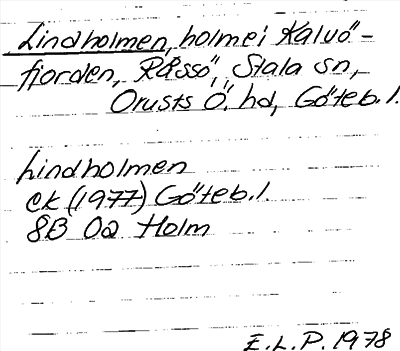 Lindholmen, holme i Kalvö-
fjorden, Råssö, Stala sn,
Orusts Ö. hd, Göteb. l.
Lindholmen
ek (1977) Göteb. l.
8B 0a Holm
E. L. P. 1978